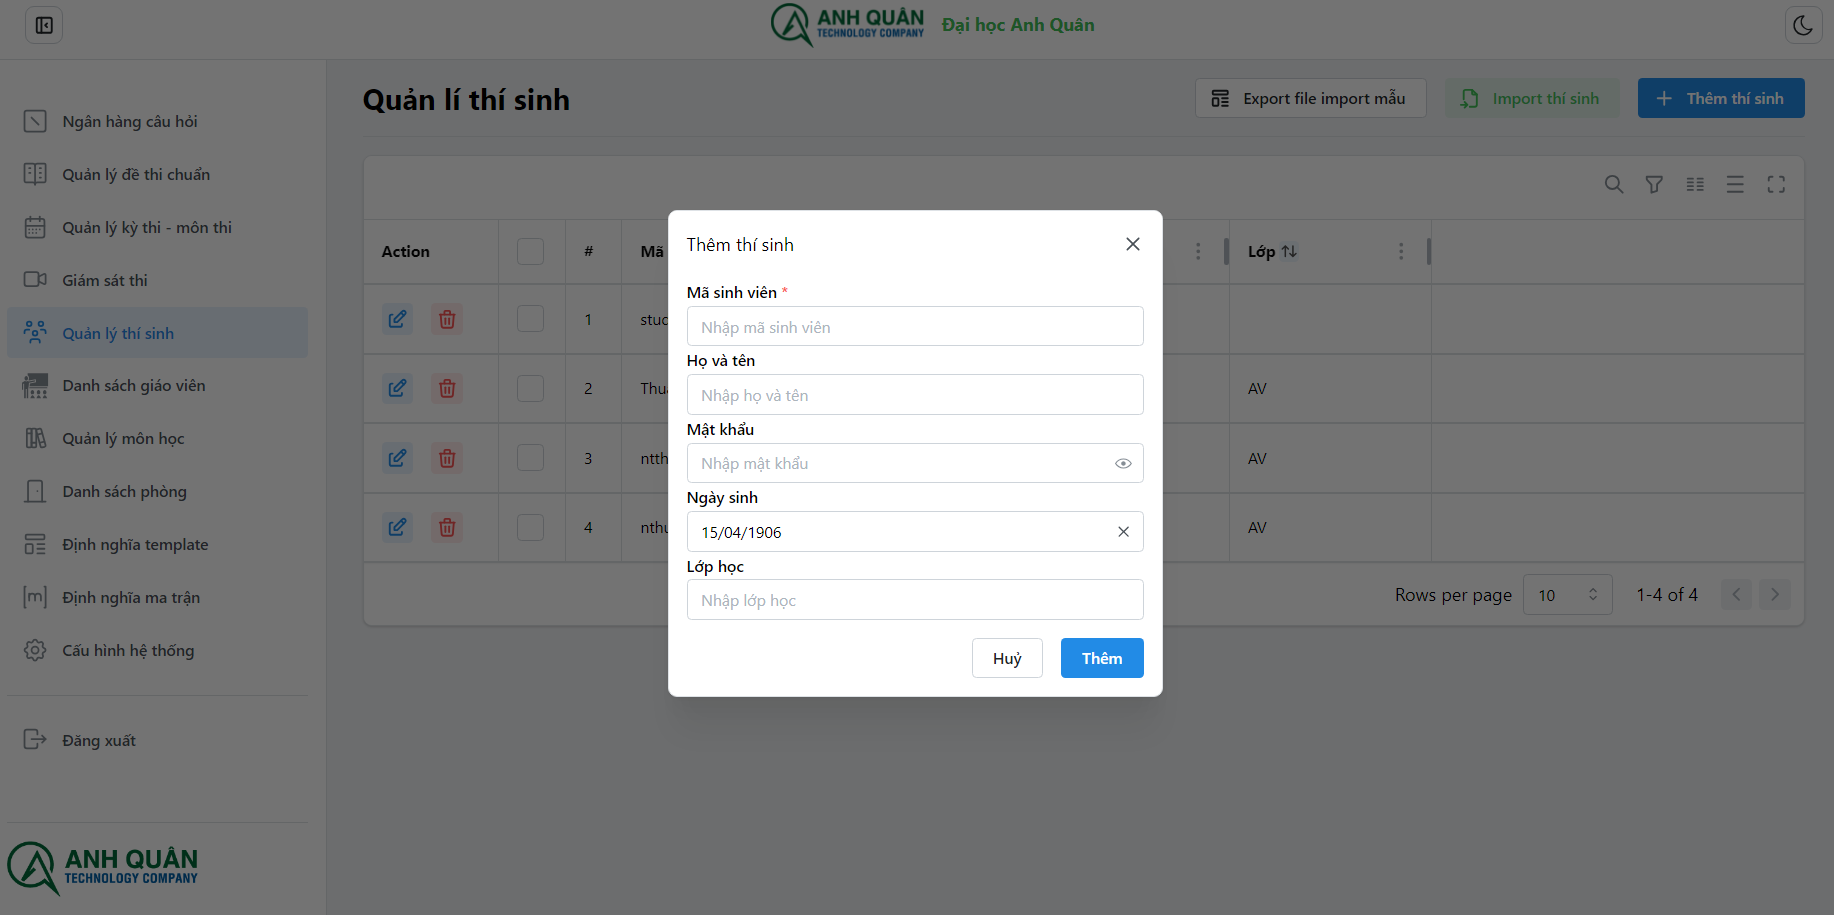 ANH QUÂN
TECHNOLOGY COMPANY
Đại học Anh Quân
Ngân hàng câu hỏi
Quản lý đề thi chuẩn
Quản lý kỳ thi - môn thi
Giám sát thi
Quản lý thí sinh
Danh sách giáo viên
Quản lý môn học
Danh sách phòng
Định nghĩa template
Định nghĩa ma trận
Cấu hình hệ thống
Đăng xuất
ANH QUÂN
TECHNOLOGY COMPANY
Quản lí thí sinh
Export file import mẫu
Import thí sinh
Thêm thí sinh
Action # Mã Lớp
1 stuc
2 Thu AV
3 ntth AV
4 nthu AV
Rows per page 10 1-4 of 4
Thêm thí sinh
Mã sinh viên *
Nhập mã sinh viên
Họ và tên
Nhập họ và tên
Mật khẩu
Nhập mật khẩu
Ngày sinh
15/04/1906
Lớp học
Nhập lớp học
Huỷ
Thêm